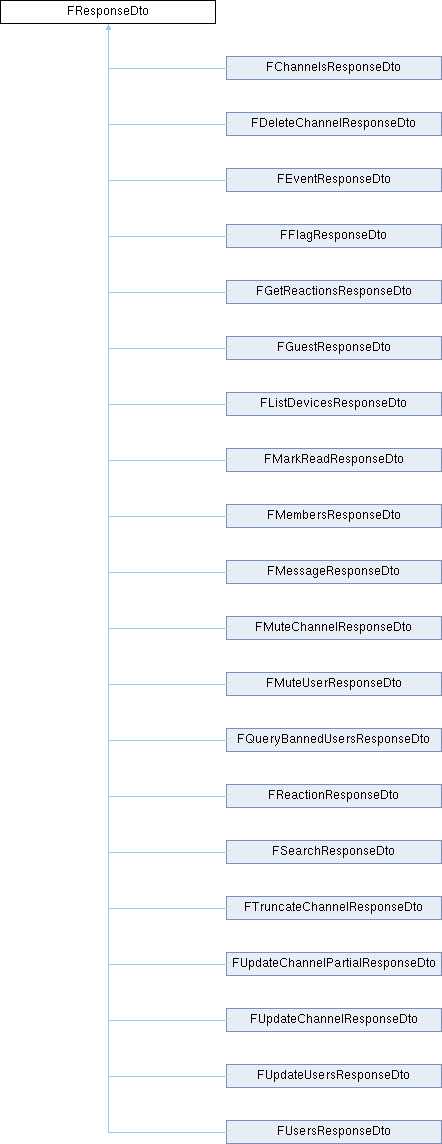 FResponseDto
FChannelsResponseDto
FDeleteChannelResponseDto
FEventResponseDto
FFlagResponseDto
FGetReactionsResponseDto
FGuestResponseDto
FListDevicesResponseDto
FMarkReadResponseDto
FMembersResponseDto
FMessageResponseDto
FMuteChannelResponseDto
FMuteUserResponseDto
FQueryBannedUsersResponseDto
FReactionResponseDto
FSearchResponseDto
FTruncateChannelResponseDto
FUpdateChannelPartialResponseDto
FUpdateChannelResponseDto
FUpdateUsersResponseDto
FUsersResponseDto